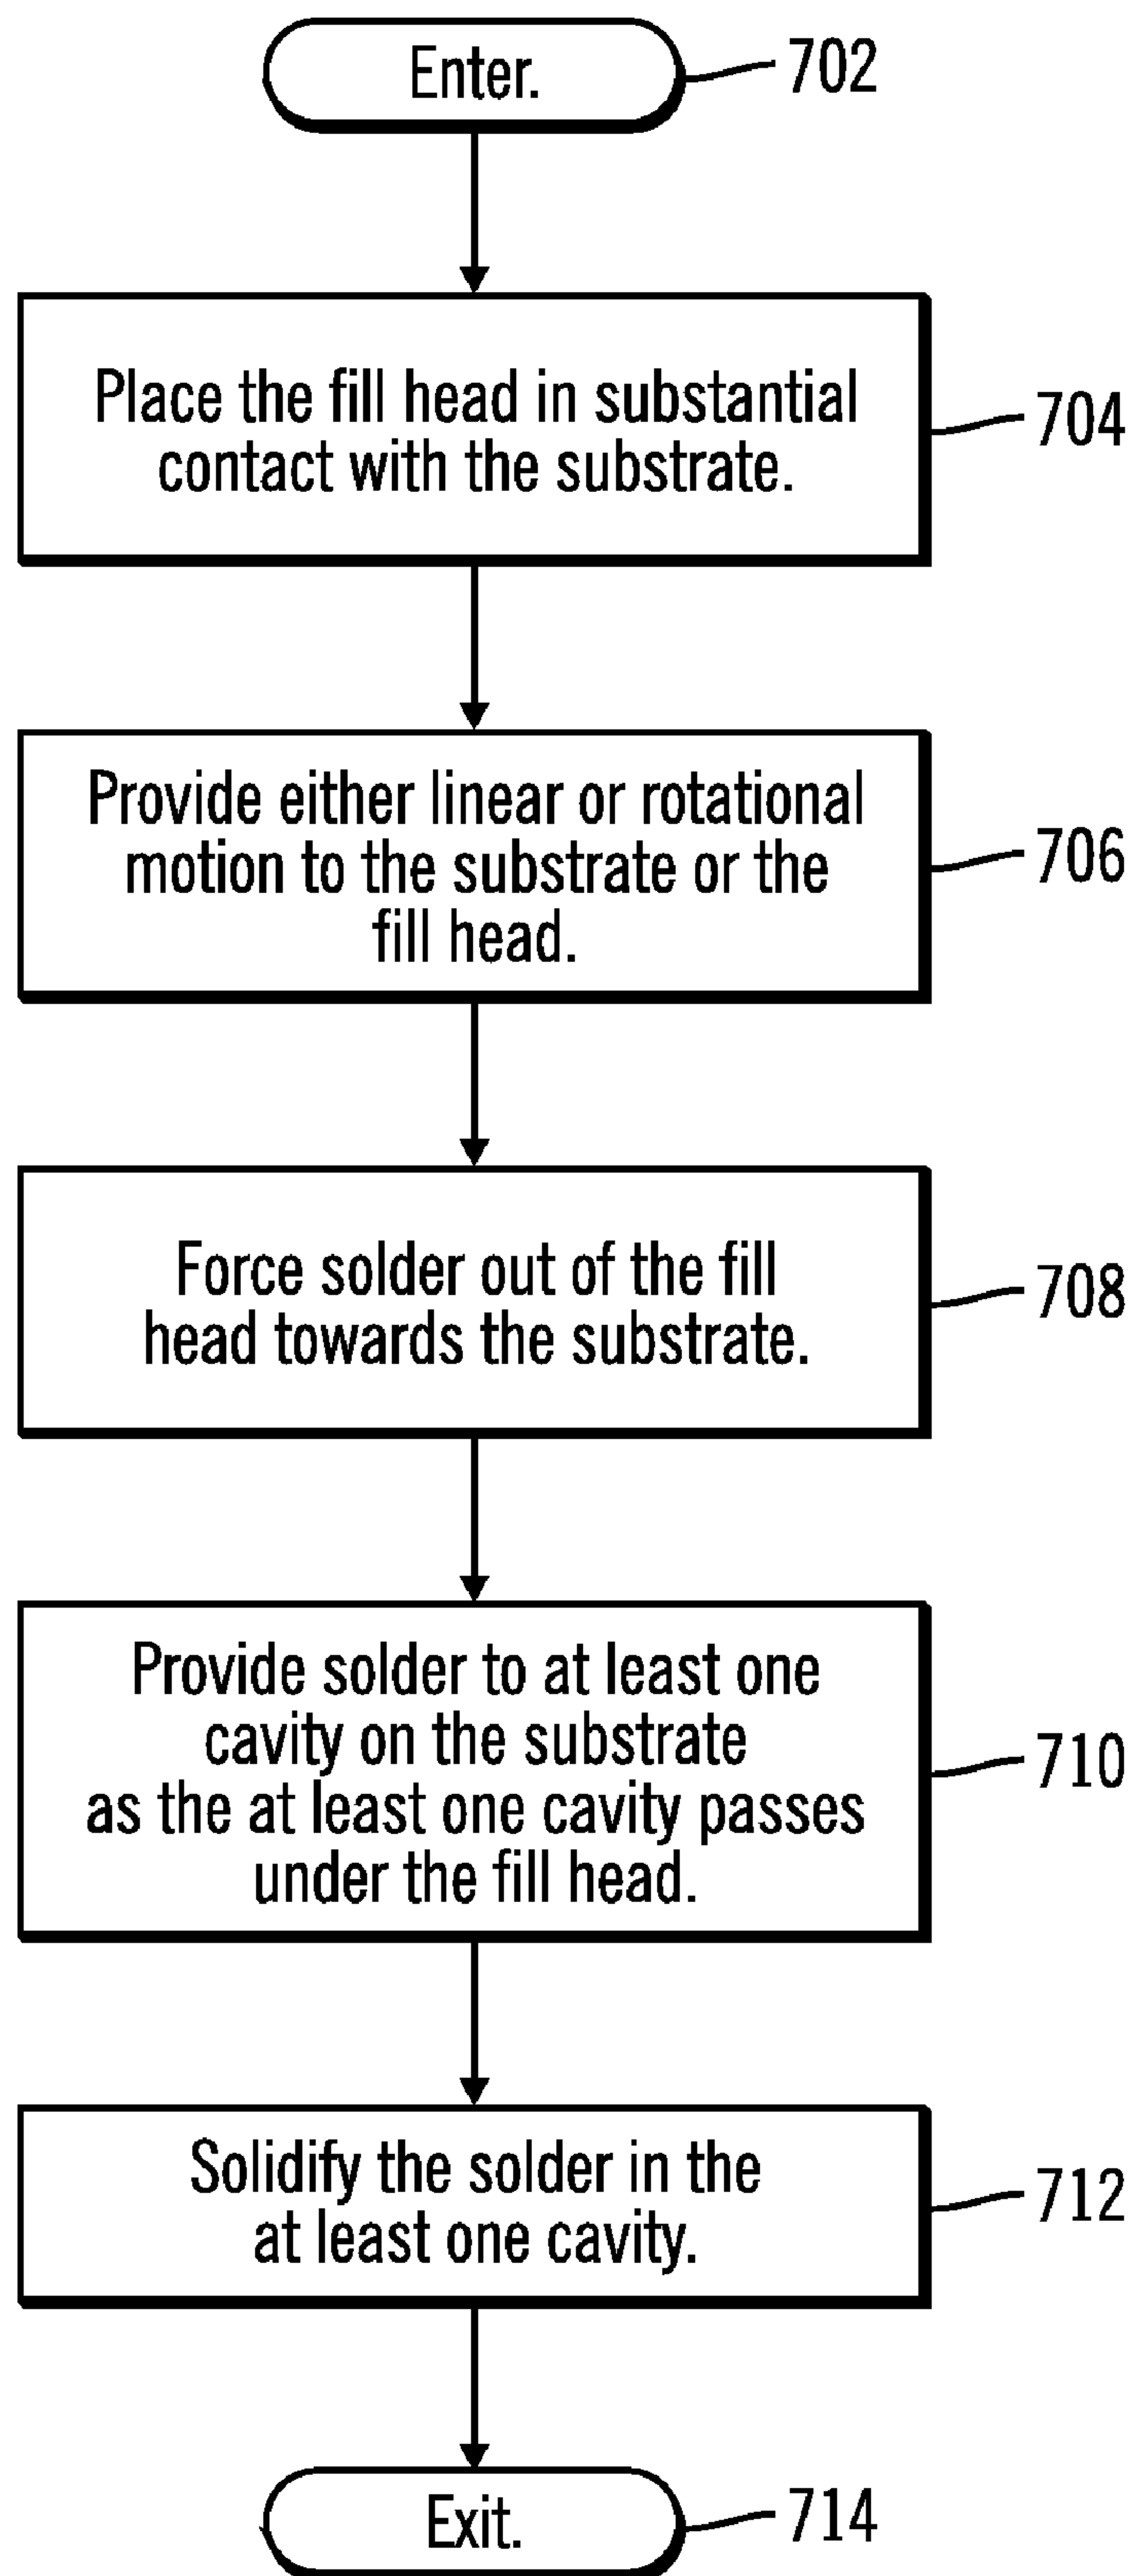 Enter.
702
Place the fill head in substantial
contact with the substrate.
704
Provide either linear or rotational
motion to the substrate or the
fill head.
706
Force solder out of the fill
head towards the substrate.
708
Provide solder to at least one
cavity on the substrate
as the at least one cavity passes
under the fill head.
710
Solidify the solder in the
at least one cavity.
712
Exit.
714